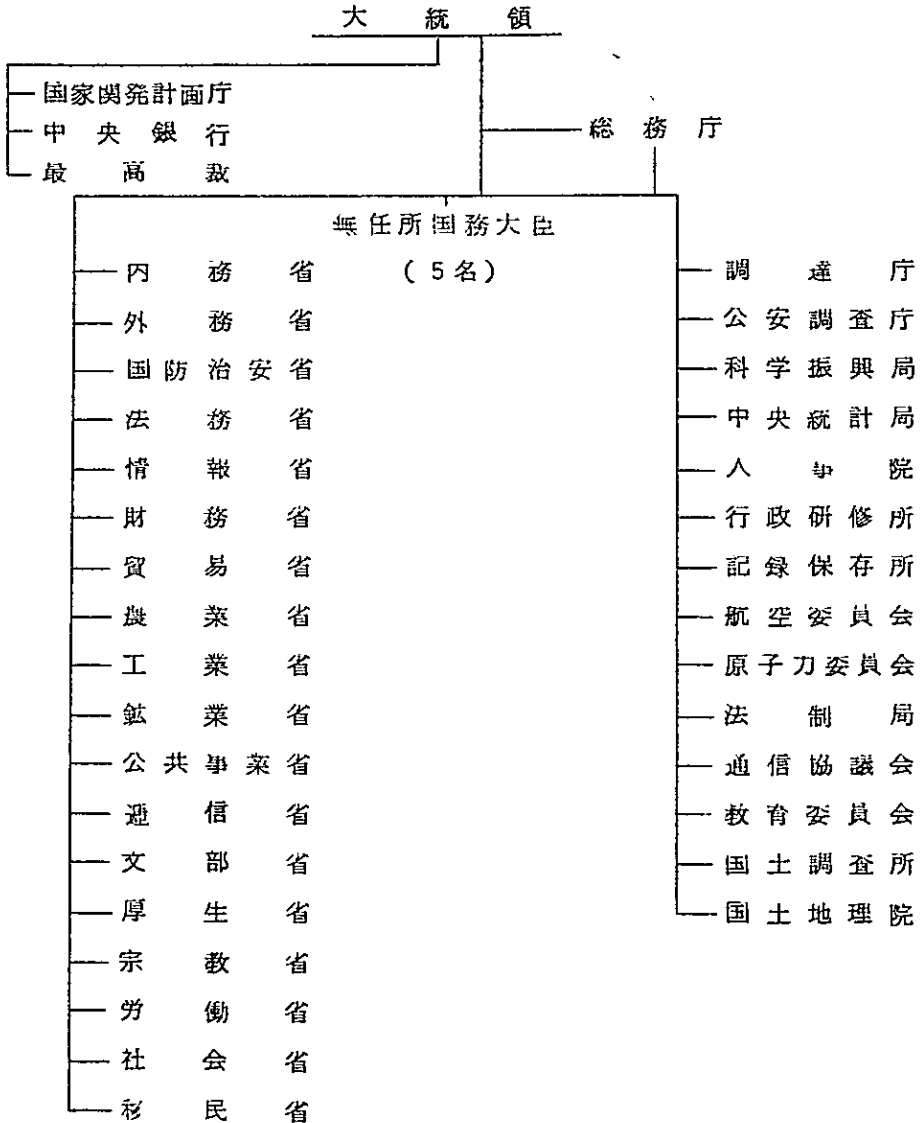 大統領
国家開発計画庁
中央銀行
最高裁
総務庁
無任所国務大臣
(5名)
内務省
外務省
国防治安省
法務省
情報省
財務省
貿易省
農業省
工業省
鉱業省
公共事業省
逓信省
文部省
厚生省
宗教省
労働省
社会省
移民省
調達庁
公安調査庁
科学振興局
中央統計局
人事院
行政研修所
記録保存所
航空委員会
原子力委員会
法制局
通信協議会
教育委員会
国土調査所
国土地理院